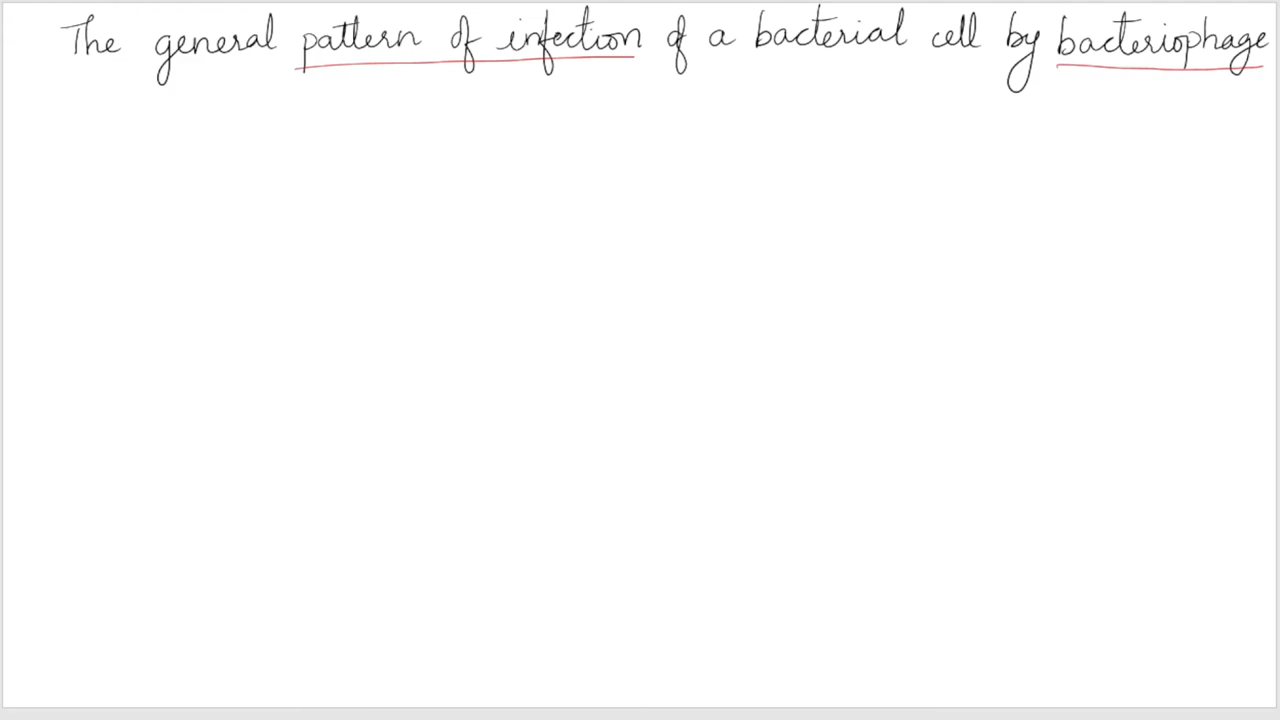 The general pattern of infection of a bacterial cell by bacteriophage